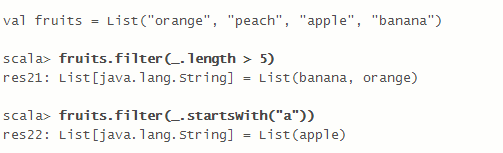 val fruits = List("orange", "peach", "apple", "banana")
scala> fruits.filter(_.length > 5)
res21: List[java.lang.String] = List(banana, orange)
scala> fruits.filter(_.startsWith("a"))
res22: List[java.lang.String] = List(apple)